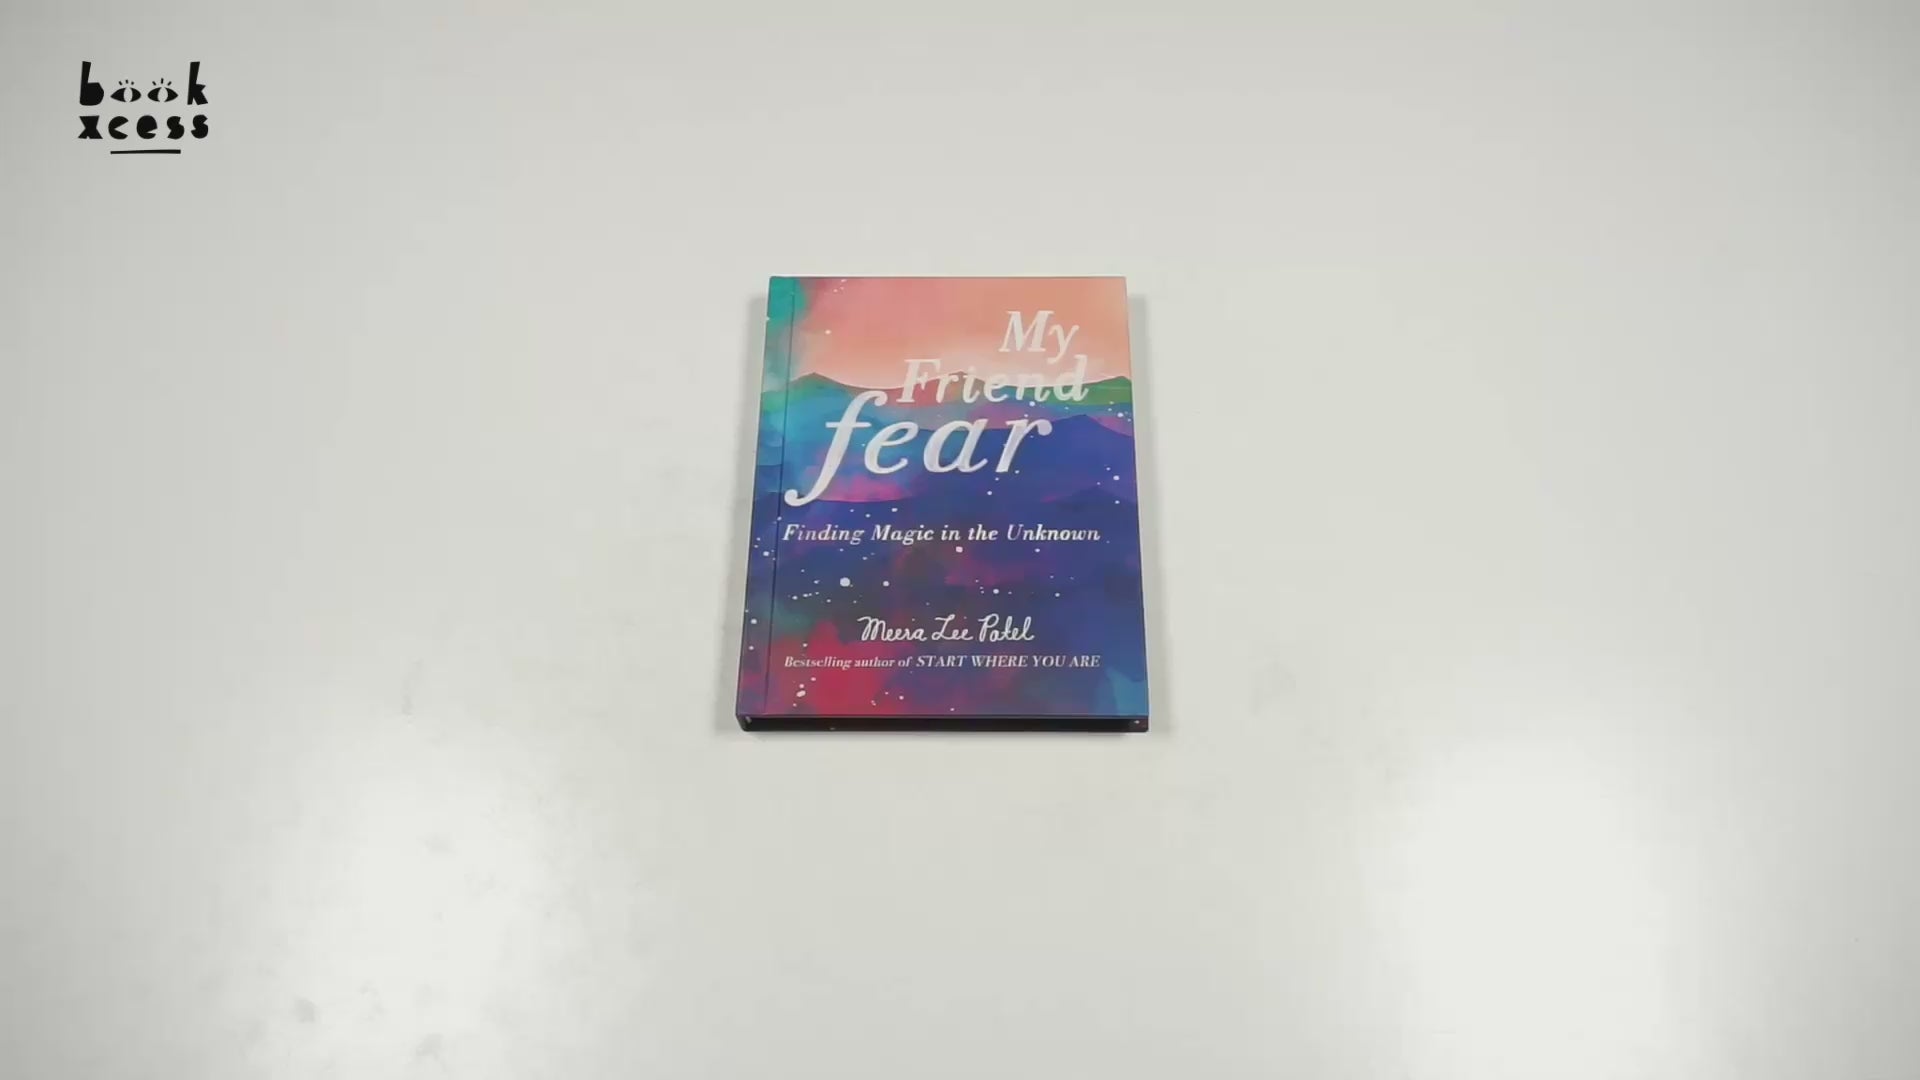 book
xcess
My
Friend
fear
Finding Magic in the Unknown
Meera Lee Patel
Bestselling author of START WHERE YOU ARE